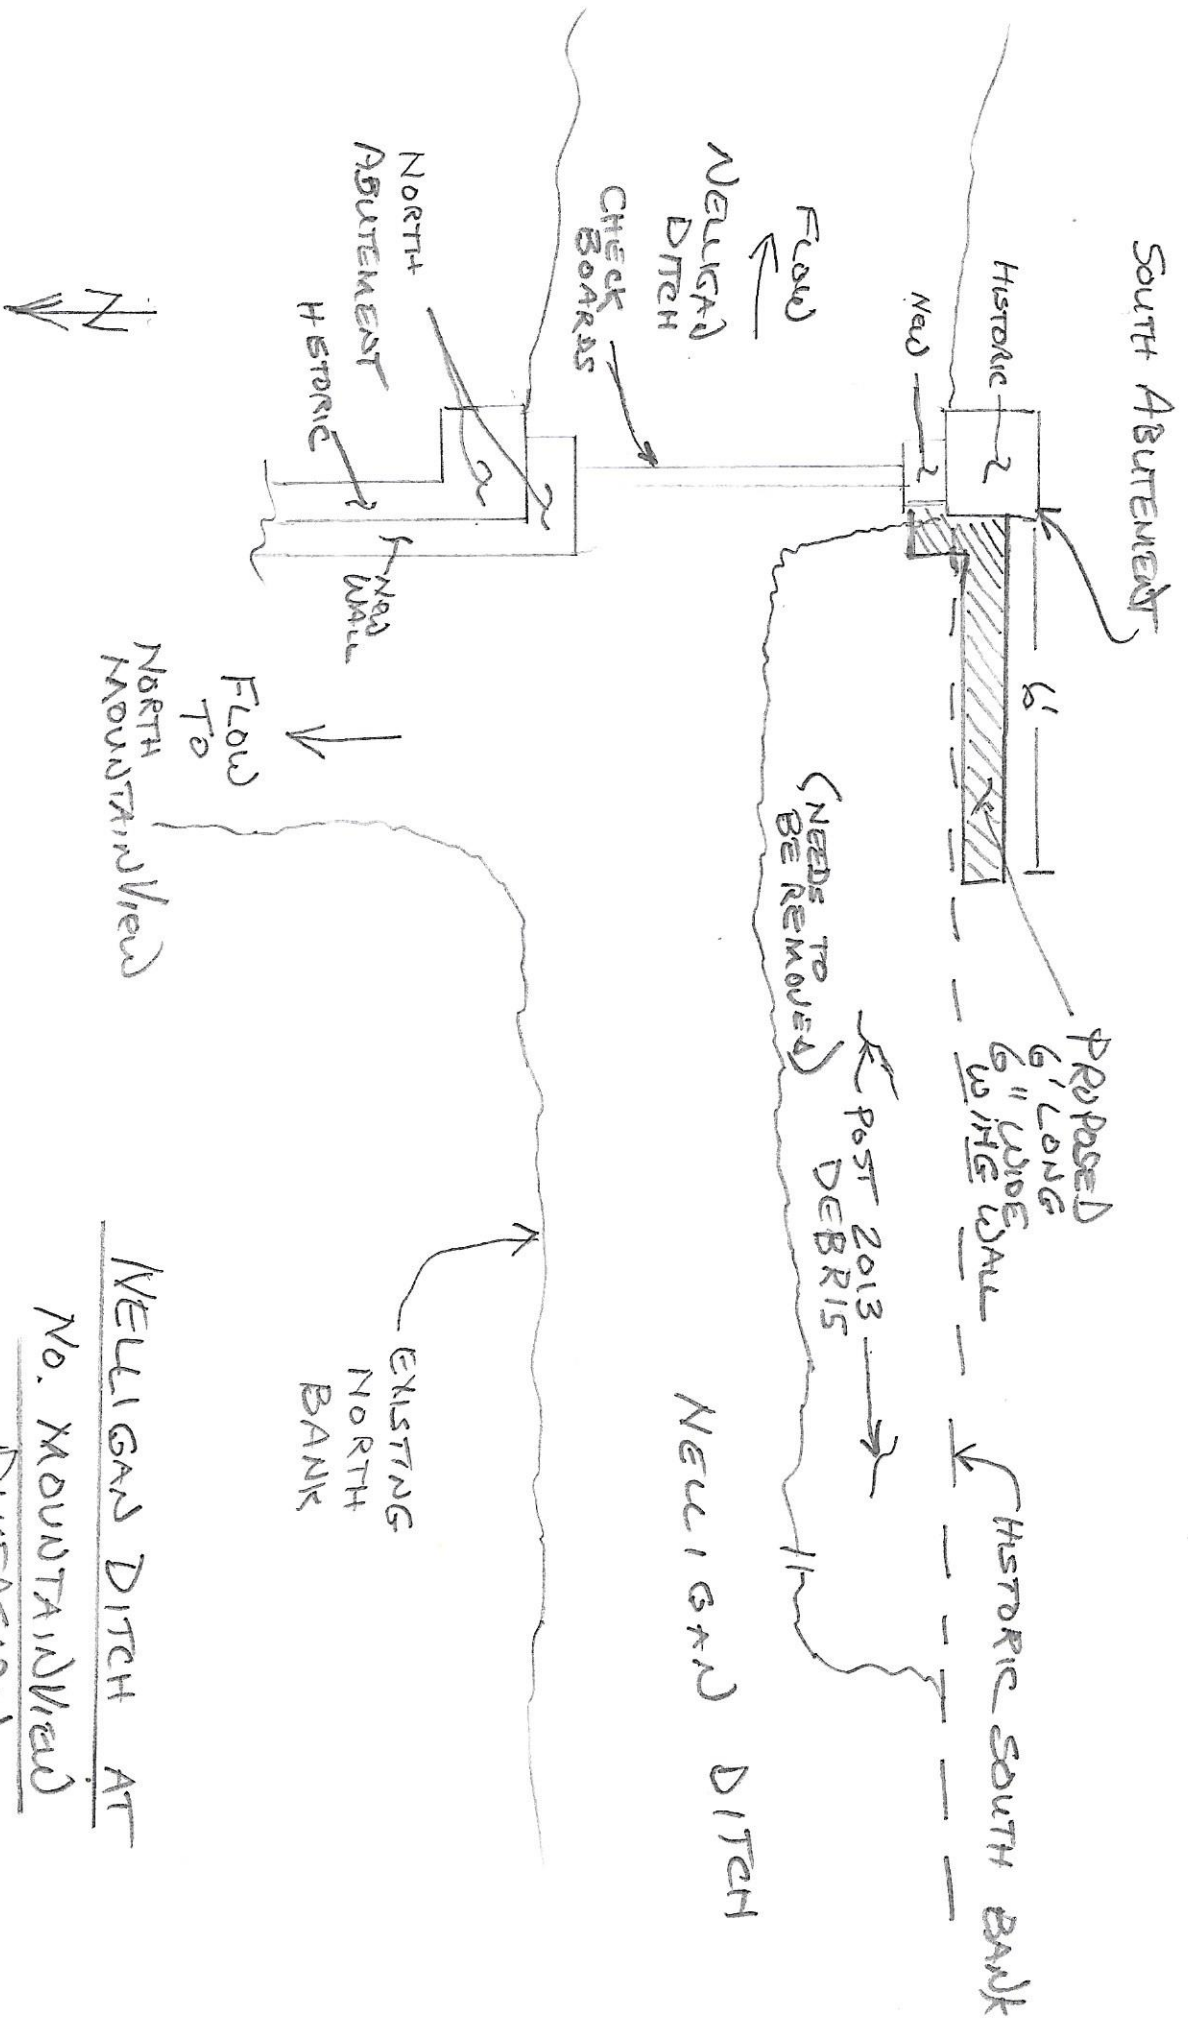 SOUTH ABUTEMENT
HISTORIC
NEW
6'
PROPOSED
6' LONG
6" WIDE
WING WALL
HISTORIC SOUTH BANK
FLOW
NELLIGAN
DITCH
CHECK
BOARDS
(NEEDS TO
BE REMOVED)
POST 2013
DEBRIS
NELLIGAN DITCH
NORTH
ABUTEMENT
HISTORIC
NEW
WALL
FLOW
TO
NORTH
MOUNTAINVIEW
EXISTING
NORTH
BANK
N
NELLIGAN DITCH AT
No. MOUNTAINVIEW